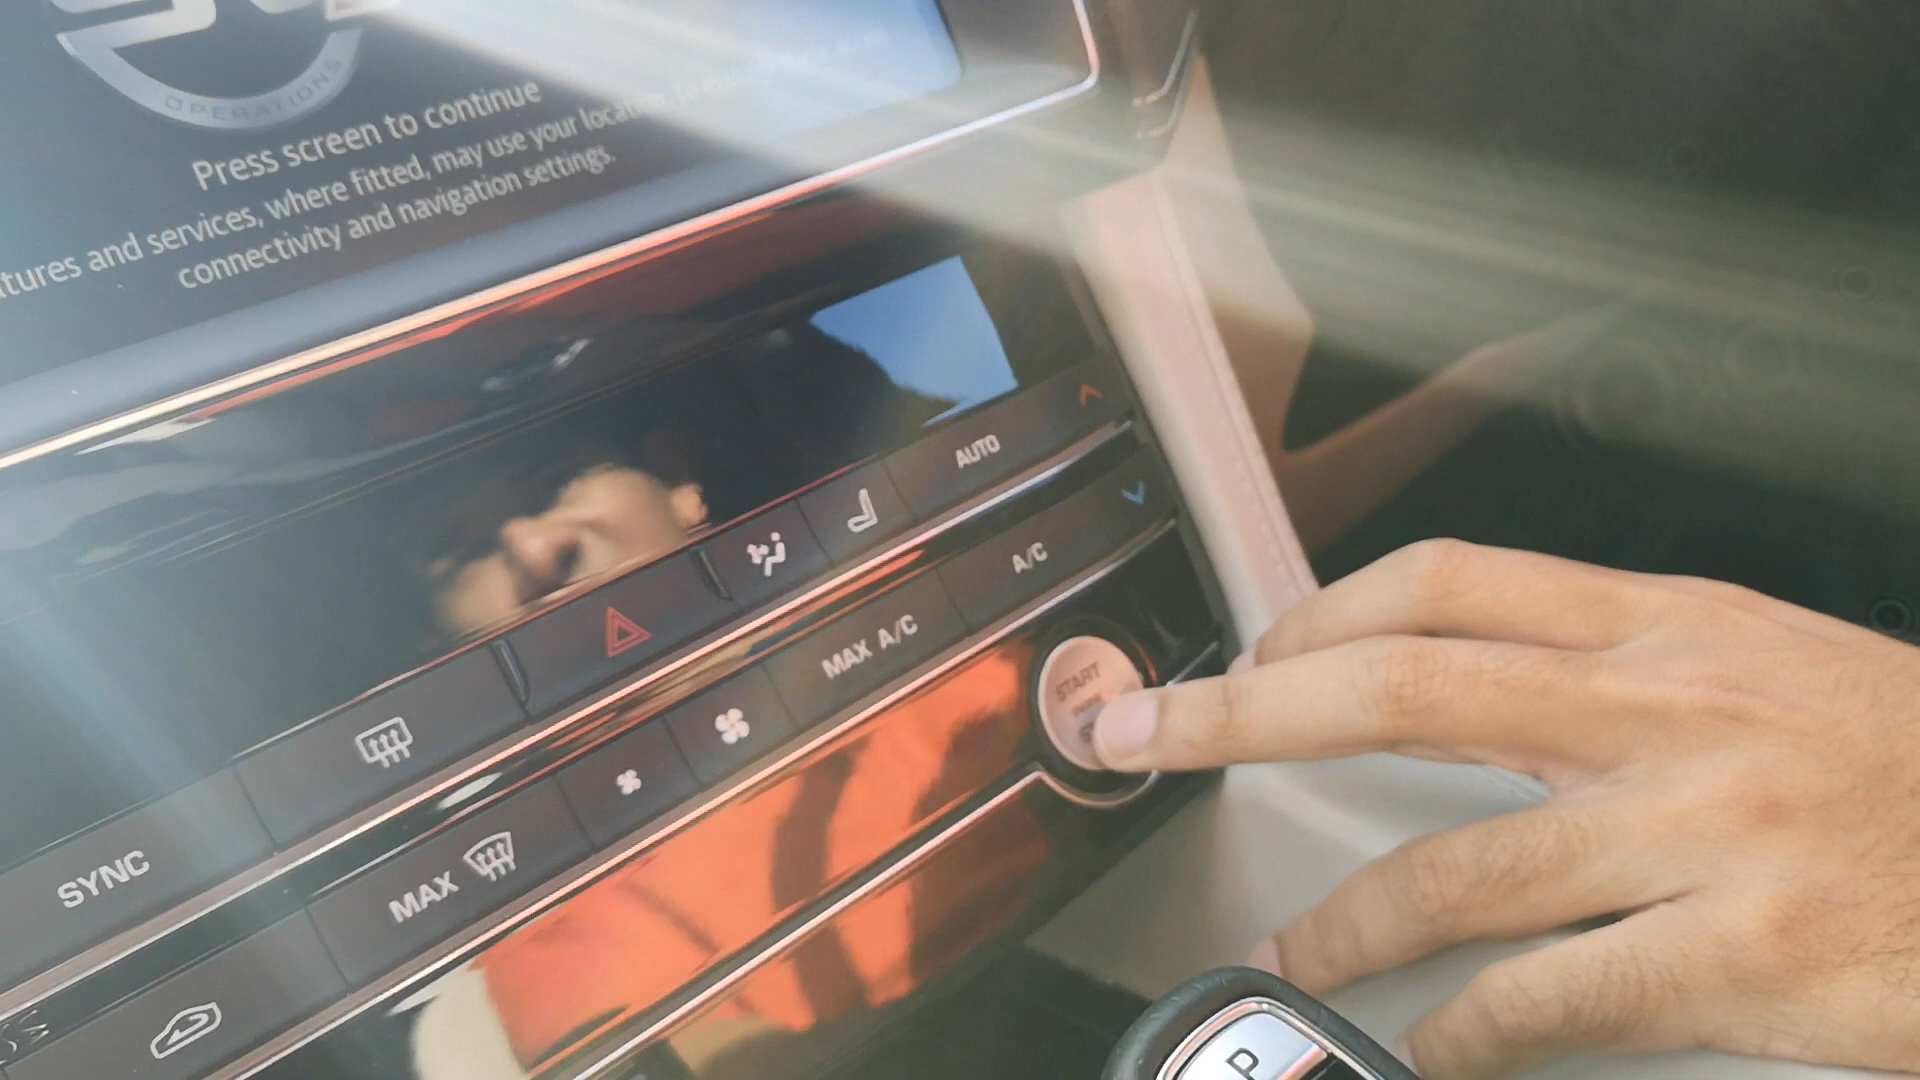 OPERATIONS
Press screen to continue
tures and services, where fitted, may use your locat
connectivity and navigation settings.
AUTO
A/C
MAX A/C
START
SYNC
MAX
P